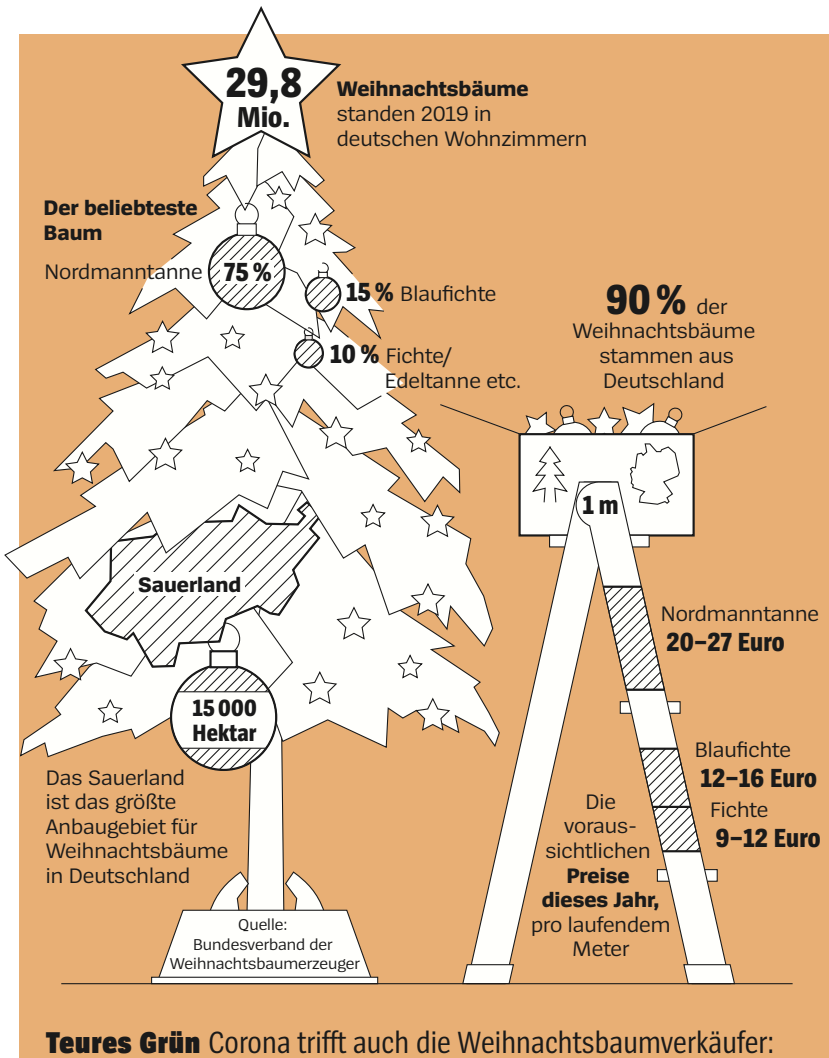 29,8
Mio.
Weihnachtsbäume
standen 2019 in
deutschen Wohnzimmern
Der beliebteste
Baum
Nordmanntanne
75 %
15 % Blaufichte
10 % Fichte/
Edeltanne etc.
90 % der
Weihnachtsbäume
stammen aus
Deutschland
1 m
Sauerland
15 000
Hektar
Das Sauerland
ist das größte
Anbaugebiet für
Weihnachtsbäume
in Deutschland
Nordmanntanne
20–27 Euro
Blaufichte
12–16 Euro
Fichte
9–12 Euro
Die
voraus-
sichtlichen
Preise
dieses Jahr,
pro laufendem
Meter
Quelle:
Bundesverband der
Weihnachtsbaumerzeuger
Teures Grün Corona trifft auch die Weihnachtsbaumverkäufer: